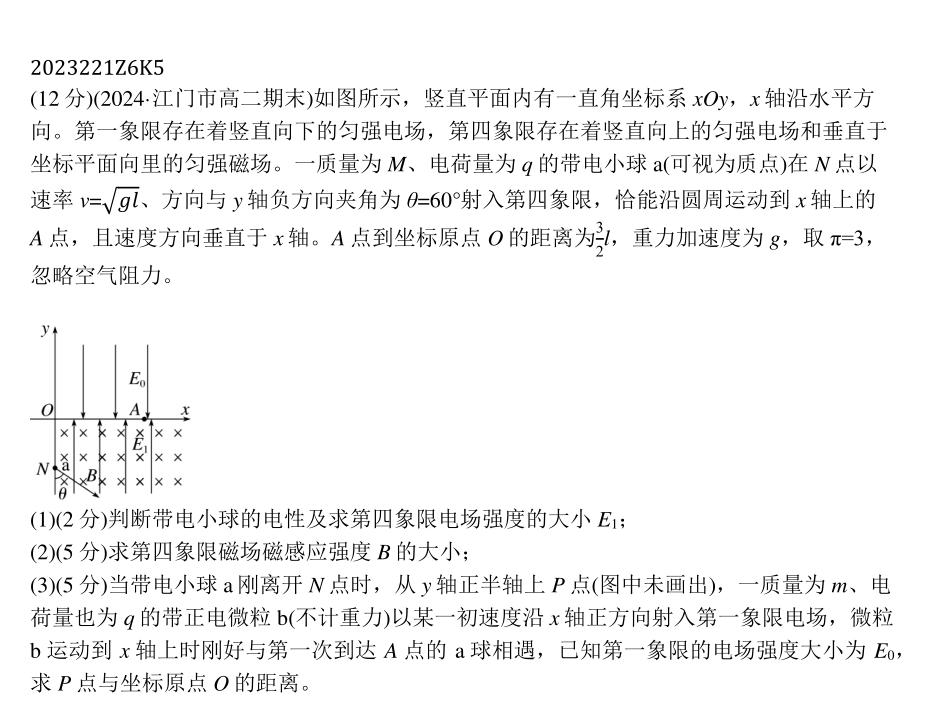 2023221Z6K5
(12 分)(2024·江门市高二期末)如图所示，竖直平面内有一直角坐标系 xOy，x 轴沿水平方
向。第一象限存在着竖直向下的匀强电场，第四象限存在着竖直向上的匀强电场和垂直于
坐标平面向里的匀强磁场。一质量为 M、电荷量为 q 的带电小球 a(可视为质点)在 N 点以
速率 v=√gl、方向与 y 轴负方向夹角为 θ=60°射入第四象限，恰能沿圆周运动到 x 轴上的
A 点，且速度方向垂直于 x 轴。A 点到坐标原点 O 的距离为3/2l，重力加速度为 g，取 π=3，
忽略空气阻力。
y
E0
O A x
E1
N a B
θ
(1)(2 分)判断带电小球的电性及求第四象限电场强度的大小 E1；
(2)(5 分)求第四象限磁场磁感应强度 B 的大小；
(3)(5 分)当带电小球 a 刚离开 N 点时，从 y 轴正半轴上 P 点(图中未画出)，一质量为 m、电
荷量也为 q 的带正电微粒 b(不计重力)以某一初速度沿 x 轴正方向射入第一象限电场，微粒
b 运动到 x 轴上时刚好与第一次到达 A 点的 a 球相遇，已知第一象限的电场强度大小为 E0，
求 P 点与坐标原点 O 的距离。